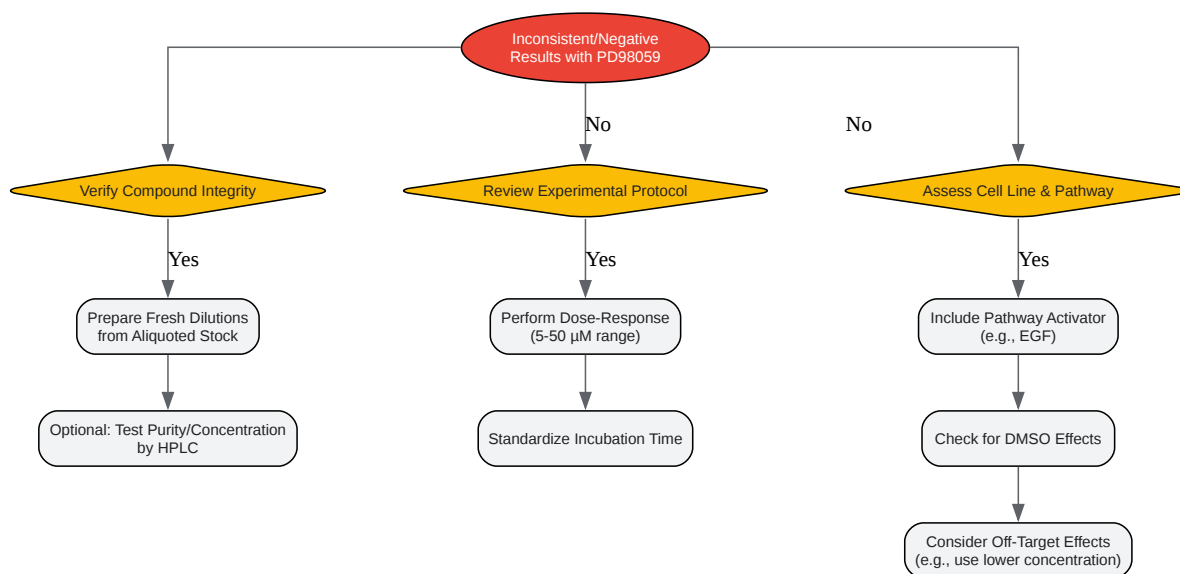 Inconsistent/Negative
Results with PD98059
No
No
Verify Compound Integrity
Review Experimental Protocol
Assess Cell Line & Pathway
Yes
Yes
Yes
Prepare Fresh Dilutions
from Aliquoted Stock
Perform Dose-Response
(5-50 µM range)
Include Pathway Activator
(e.g., EGF)
Optional: Test Purity/Concentration
by HPLC
Standardize Incubation Time
Check for DMSO Effects
Consider Off-Target Effects
(e.g., use lower concentration)